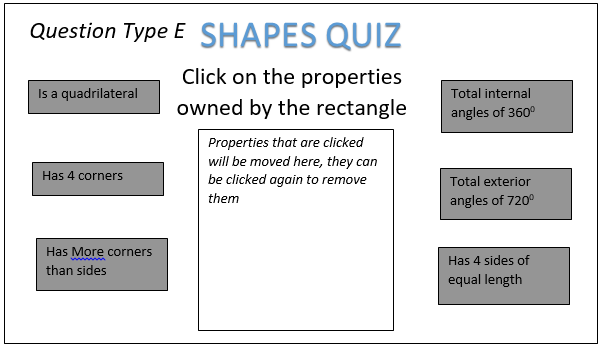 Question Type E SHAPES QUIZ
Click on the properties
owned by the rectangle
Is a quadrilateral
Has 4 corners
Has More corners
than sides
Properties that are clicked
will be moved here, they can
be clicked again to remove
them
Total internal
angles of 360⁰
Total exterior
angles of 720⁰
Has 4 sides of
equal length